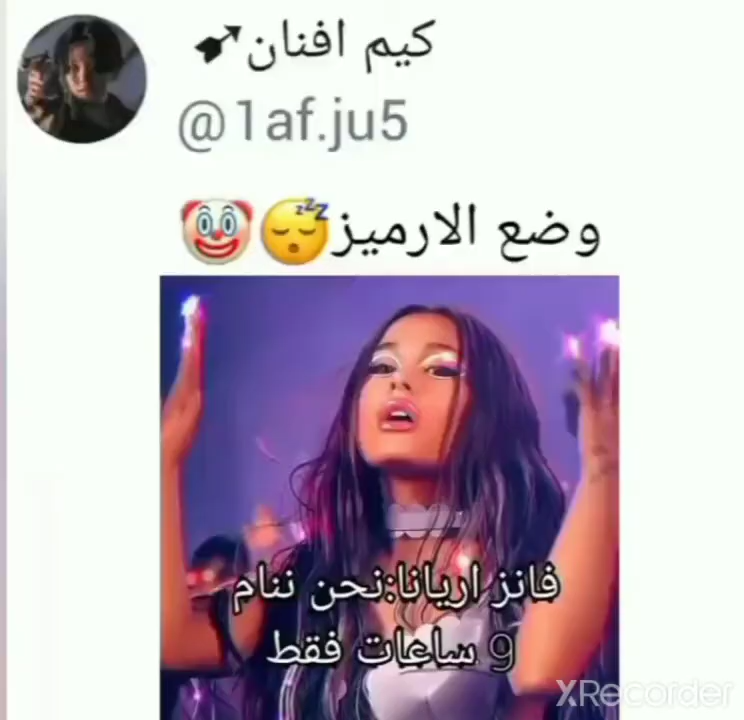 كيم افنان➶
@1af.ju5
وضع الارميز😴🤡
فانز اريانا:نحن ننام
9 ساعات فقط
XRecorder